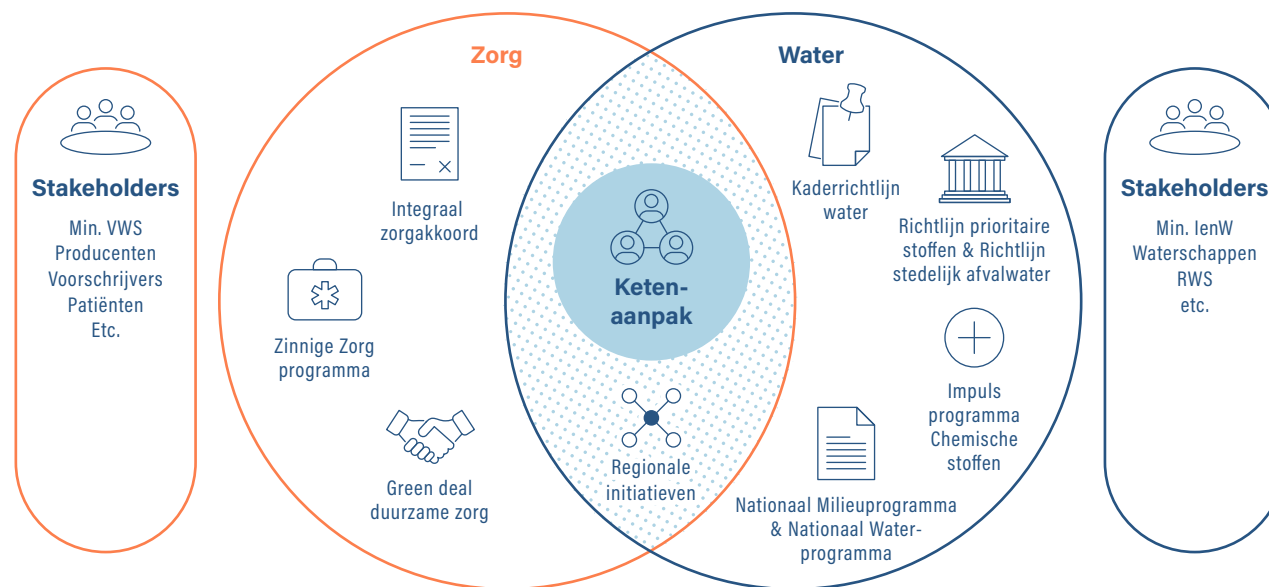 Zorg
Water
Stakeholders
Min. VWS
Producenten
Voorschrijvers
Patiënten
Etc.
Integraal
zorgakkoord
Zinnige Zorg
programma
Green deal
duurzame zorg
Keten-
aanpak
Regionale
initiatieven
Kaderrichtlijn
water
Richtlijn prioritaire
stoffen & Richtlijn
stedelijk afvalwater
Impuls
programma
Chemische
stoffen
Nationaal Milieuprogramma
& Nationaal Water-
programma
Stakeholders
Min. IenW
Waterschappen
RWS
etc.